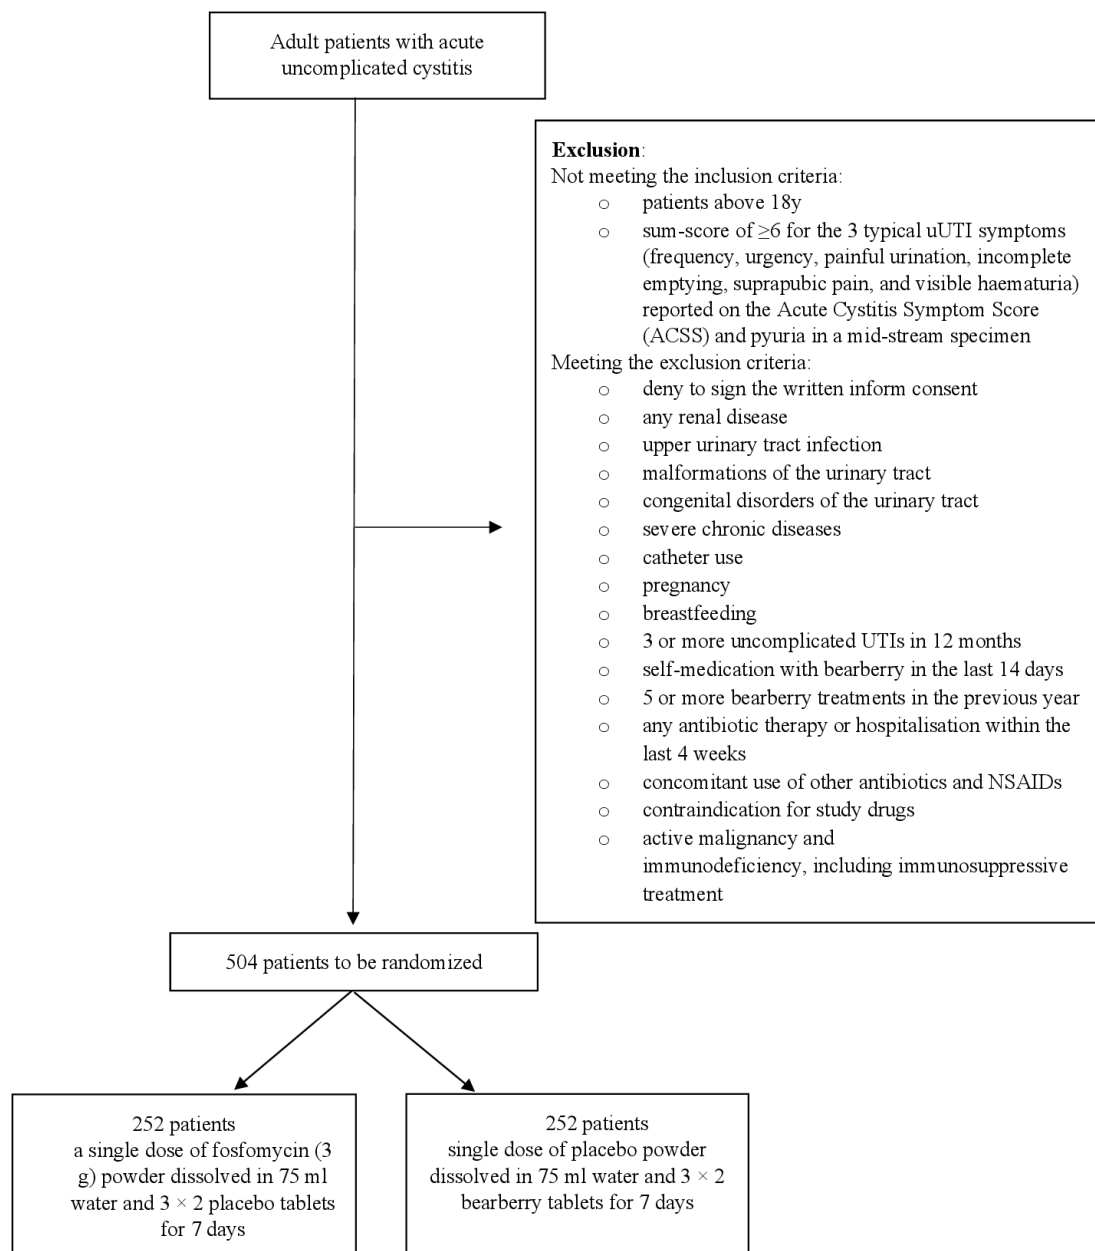 Adult patients with acute
uncomplicated cystitis
Exclusion:
Not meeting the inclusion criteria:
o patients above 18y
o sum-score of ≥6 for the 3 typical uUTI symptoms
(frequency, urgency, painful urination, incomplete
emptying, suprapubic pain, and visible haematuria)
reported on the Acute Cystitis Symptom Score
(ACSS) and pyuria in a mid-stream specimen
Meeting the exclusion criteria:
o deny to sign the written inform consent
o any renal disease
o upper urinary tract infection
o malformations of the urinary tract
o congenital disorders of the urinary tract
o severe chronic diseases
o catheter use
o pregnancy
o breastfeeding
o 3 or more uncomplicated UTIs in 12 months
o self-medication with bearberry in the last 14 days
o 5 or more bearberry treatments in the previous year
o any antibiotic therapy or hospitalisation within the
last 4 weeks
o concomitant use of other antibiotics and NSAIDs
o contraindication for study drugs
o active malignancy and
immunodeficiency, including immunosuppressive
treatment
504 patients to be randomized
252 patients
a single dose of fosfomycin (3
g) powder dissolved in 75 ml
water and 3 × 2 placebo tablets
for 7 days
252 patients
single dose of placebo powder
dissolved in 75 ml water and 3 × 2
bearberry tablets for 7 days